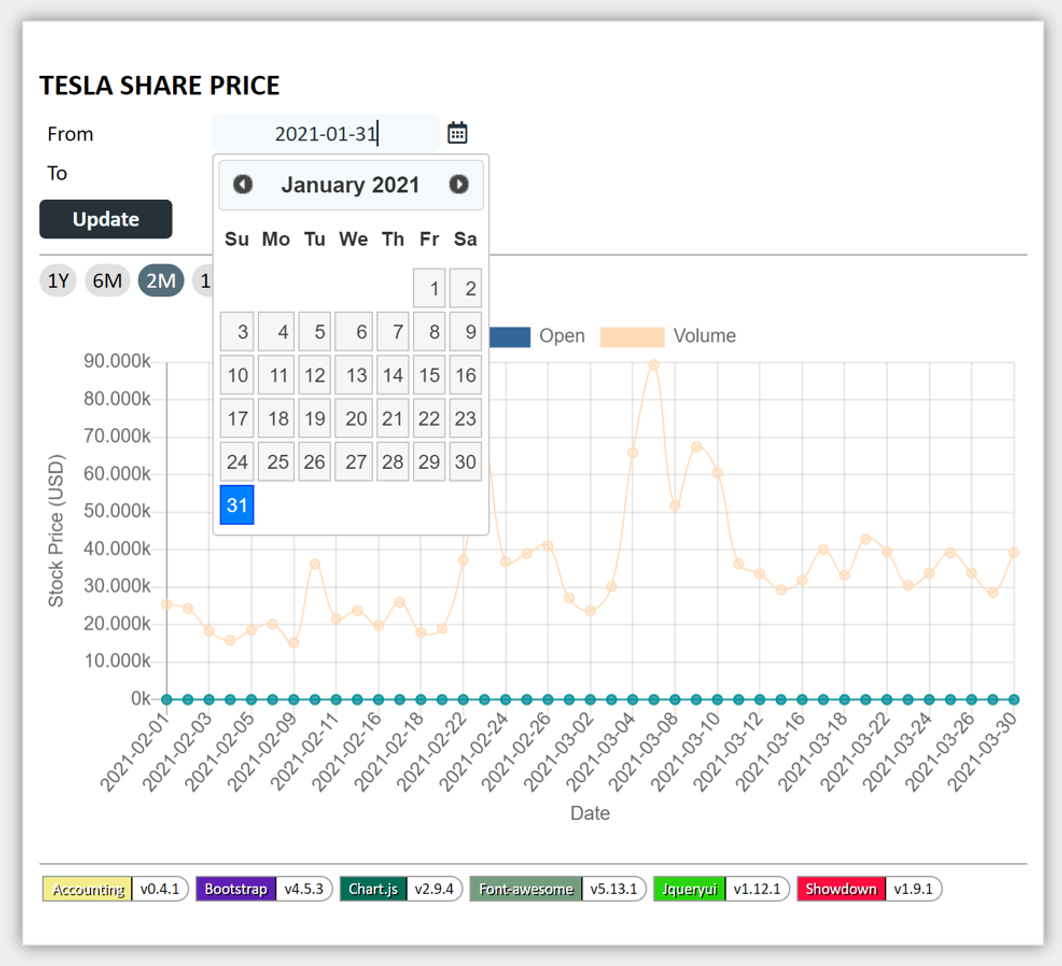 TESLA SHARE PRICE
From 2021-01-31
To
January 2021
Update
Su Mo Tu We Th Fr Sa
1 2
3 4 5 6 7 8 9
10 11 12 13 14 15 16
17 18 19 20 21 22 23
24 25 26 27 28 29 30
31
1Y 6M 2M 1
Open Volume
90.000k
80.000k
70.000k
60.000k
50.000k
40.000k
30.000k
20.000k
10.000k
0k
Stock Price (USD)
2021-02-01
2021-02-03
2021-02-05
2021-02-09
2021-02-11
2021-02-16
2021-02-18
2021-02-22
2021-02-24
2021-02-26
2021-03-02
2021-03-04
2021-03-08
2021-03-10
2021-03-12
2021-03-16
2021-03-18
2021-03-22
2021-03-24
2021-03-26
2021-03-30
Date
Accounting v0.4.1 Bootstrap v4.5.3 Chart.js v2.9.4 Font-awesome v5.13.1 Jqueryui v1.12.1 Showdown v1.9.1